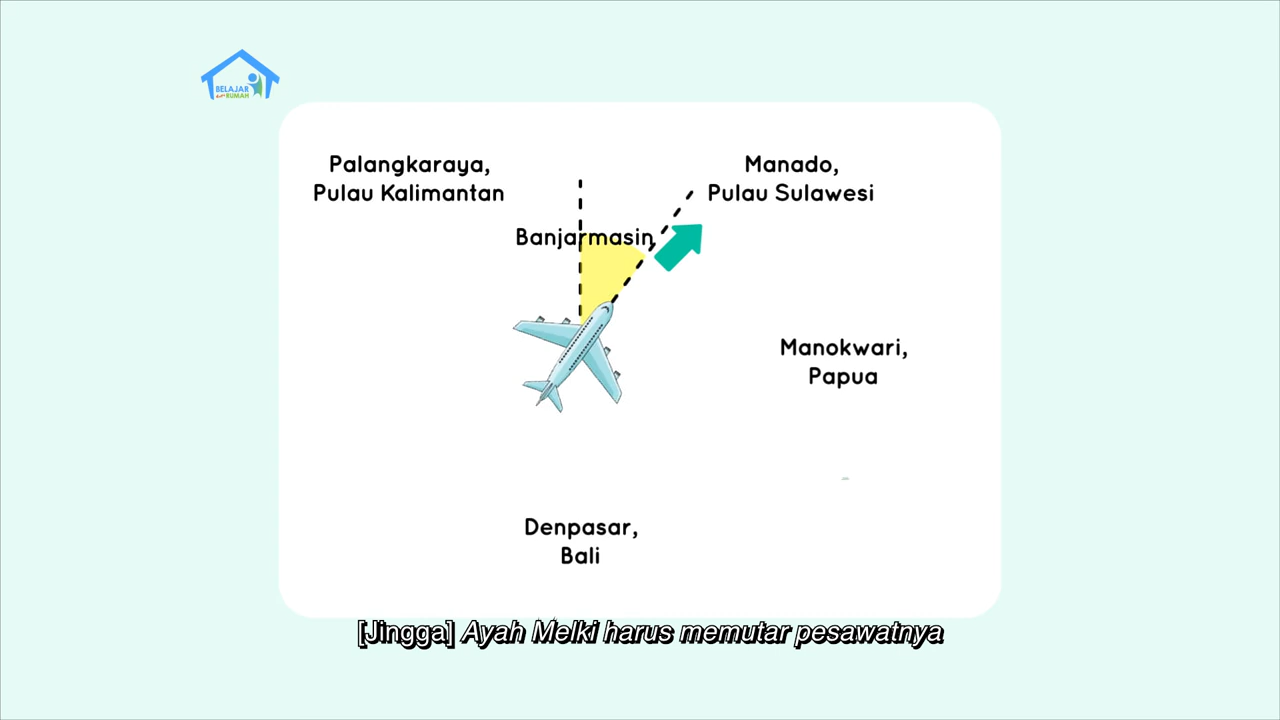 BELAJAR
dari RUMAH
Palangkaraya,
Pulau Kalimantan
Manado,
Pulau Sulawesi
Banjarmasin
Manokwari,
Papua
Denpasar,
Bali
[Jingga] Ayah Melki harus memutar pesawatnya